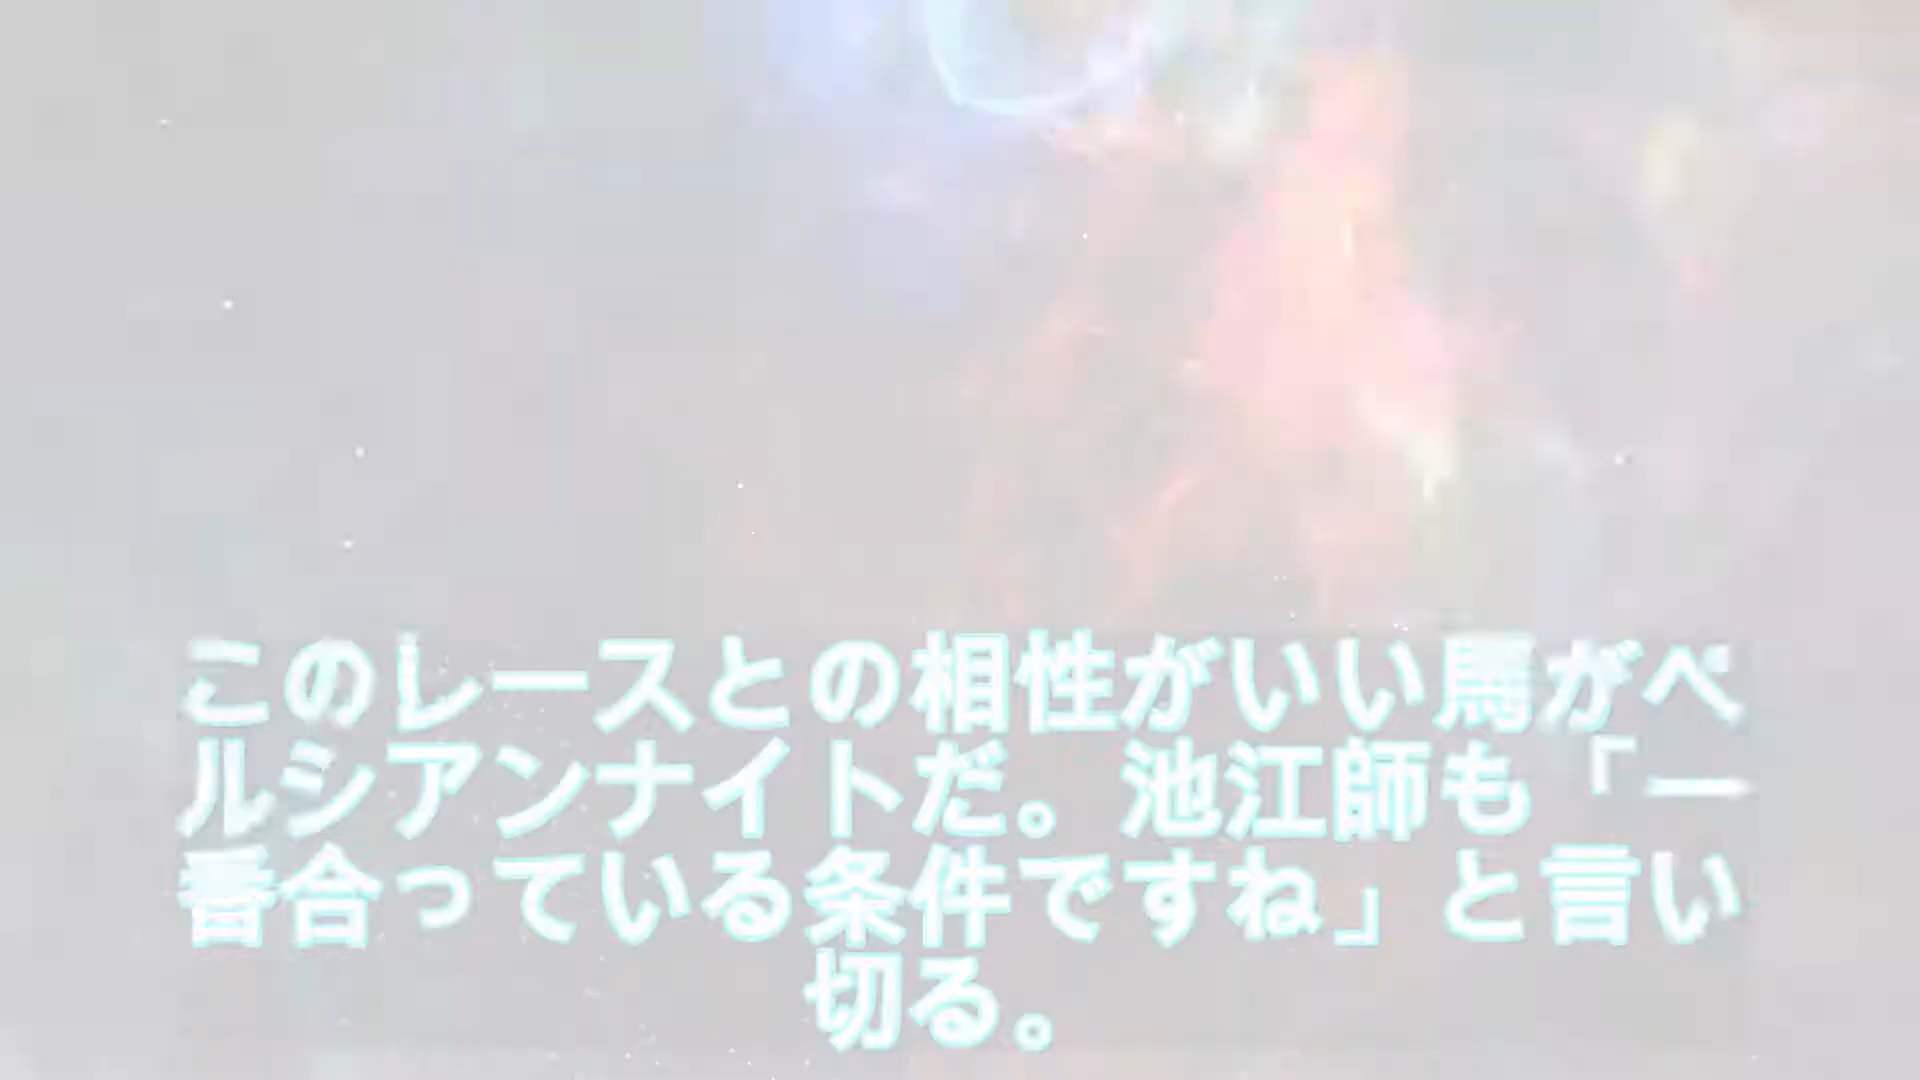 このレースとの相性がいい馬がペ
ルシアンナイトだ。池江師も「一
番合っている条件ですね」と言い
切る。